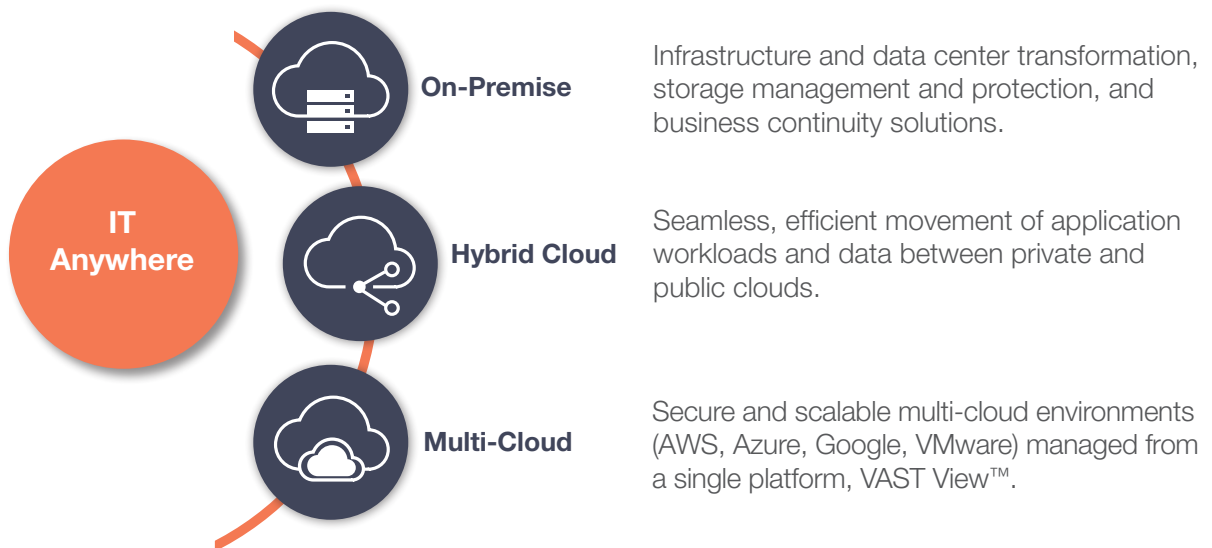 On-Premise
Infrastructure and data center transformation,
storage management and protection, and
business continuity solutions.
IT
Anywhere
Hybrid Cloud
Seamless, efficient movement of application
workloads and data between private and
public clouds.
Multi-Cloud
Secure and scalable multi-cloud environments
(AWS, Azure, Google, VMware) managed from
a single platform, VAST View™.